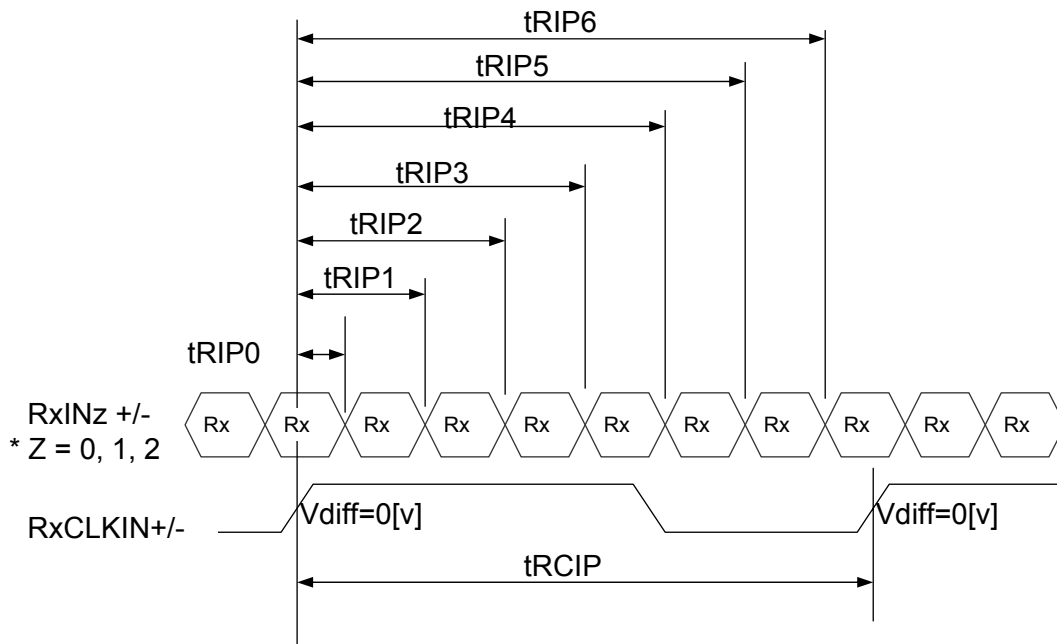 tRIP6
tRIP5
tRIP4
tRIP3
tRIP2
tRIP1
tRIP0
RxINz +/-
* Z = 0, 1, 2
Rx Rx Rx Rx Rx Rx Rx Rx Rx Rx Rx
RxCLKIN+/-
Vdiff=0[v] Vdiff=0[v]
tRCIP